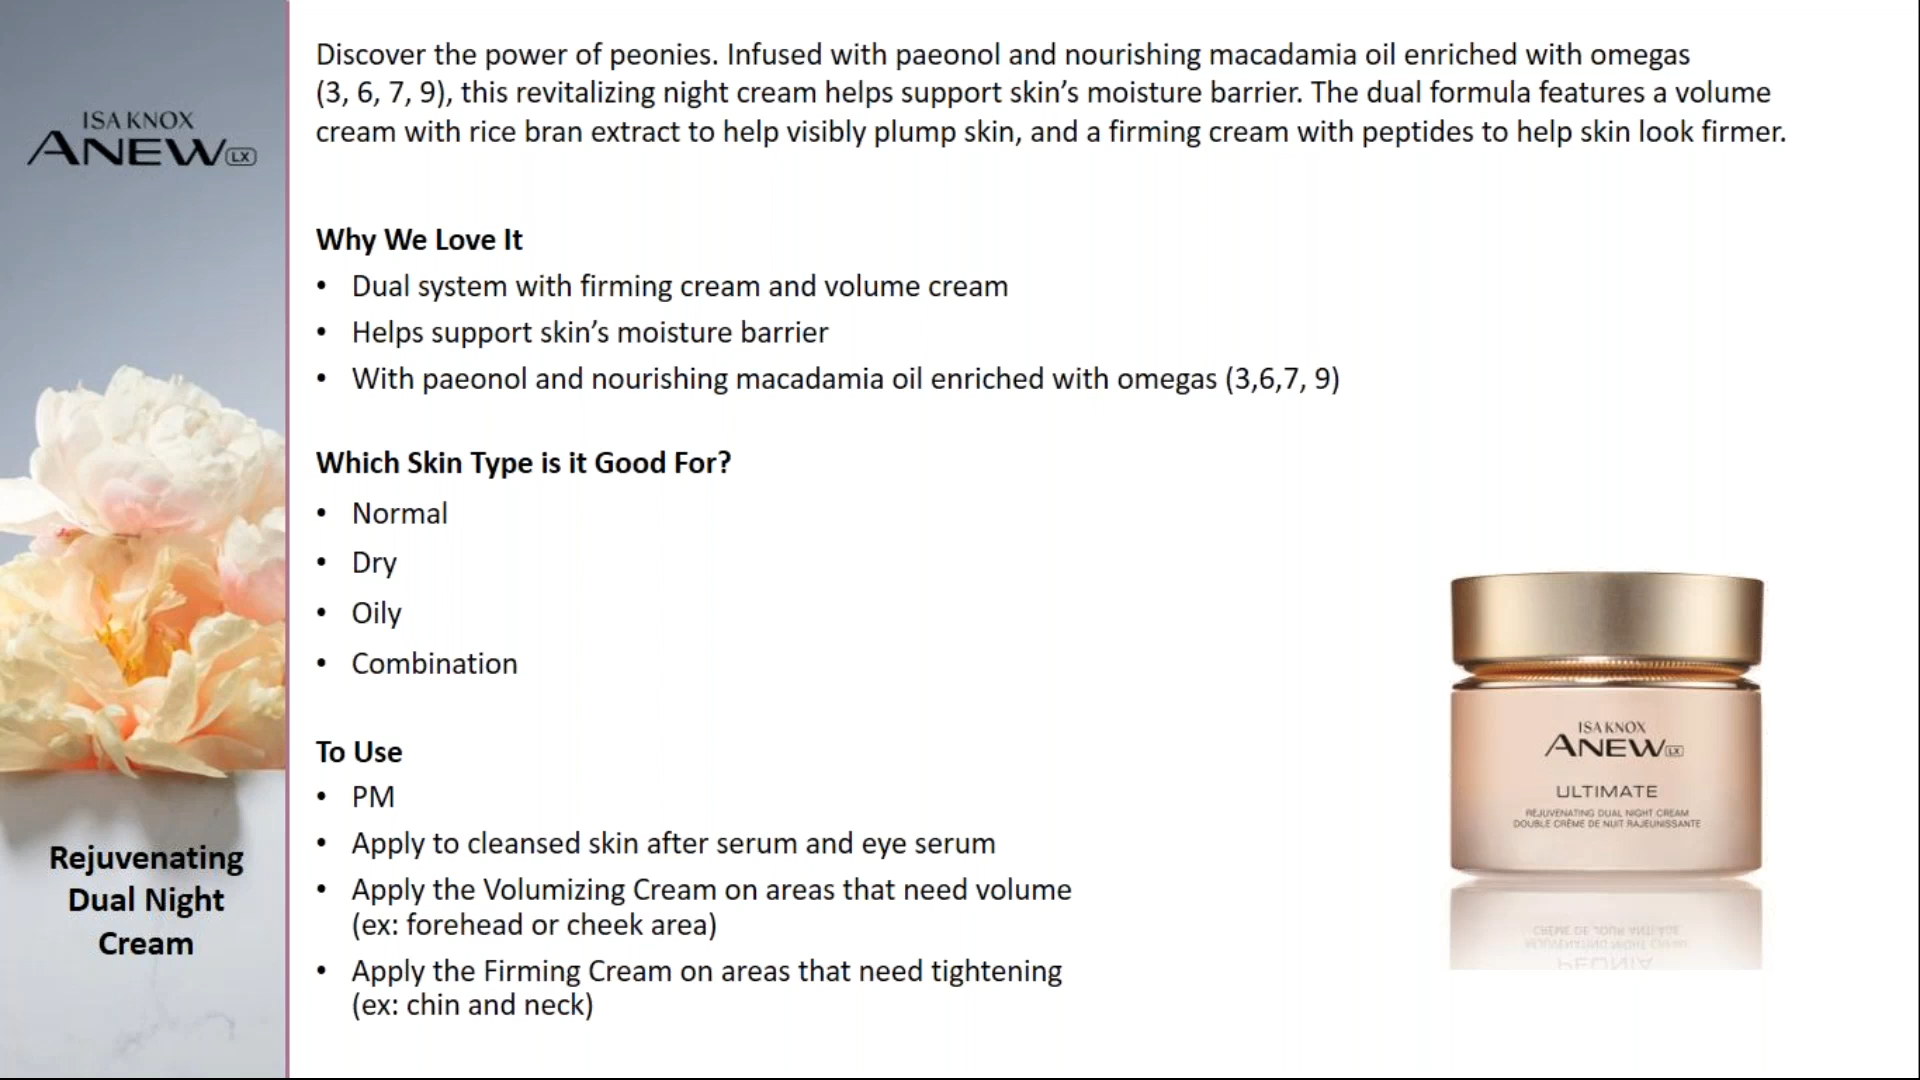 ISA KNOX
ANEW LX
Discover the power of peonies. Infused with paeonol and nourishing macadamia oil enriched with omegas
(3, 6, 7, 9), this revitalizing night cream helps support skin’s moisture barrier. The dual formula features a volume
cream with rice bran extract to help visibly plump skin, and a firming cream with peptides to help skin look firmer.
Why We Love It
• Dual system with firming cream and volume cream
• Helps support skin’s moisture barrier
• With paeonol and nourishing macadamia oil enriched with omegas (3,6,7, 9)
Which Skin Type is it Good For?
• Normal
• Dry
• Oily
• Combination
To Use
• PM
• Apply to cleansed skin after serum and eye serum
• Apply the Volumizing Cream on areas that need volume
(ex: forehead or cheek area)
• Apply the Firming Cream on areas that need tightening
(ex: chin and neck)
Rejuvenating
Dual Night
Cream
ISA KNOX
ANEW LX
ULTIMATE
REJUVENATING DUAL NIGHT CREAM
DOUBLE CRÈME DE NUIT RAJEUNISSANTE